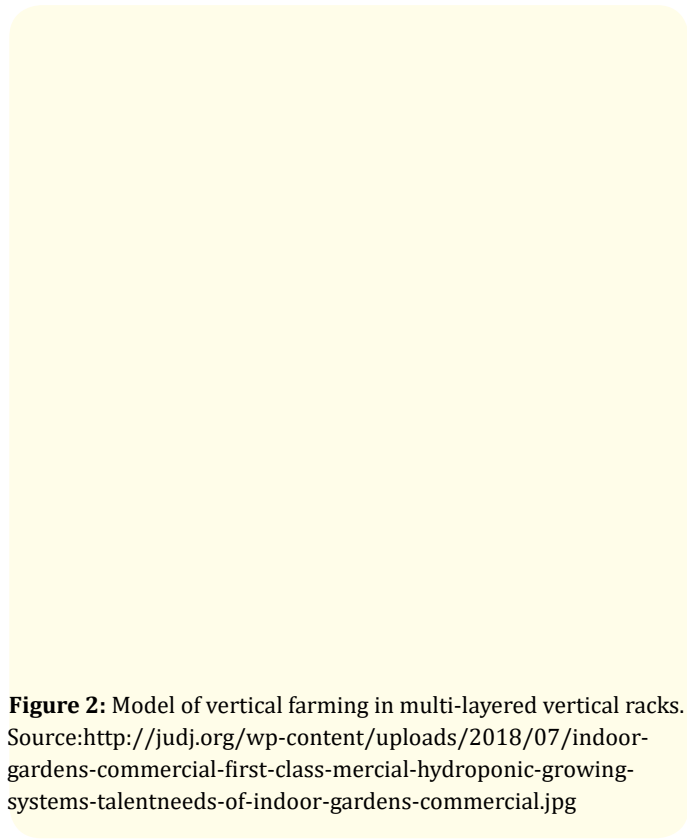 Figure 2: Model of vertical farming in multi-layered vertical racks.
Source:http://judj.org/wp-content/uploads/2018/07/indoor-
gardens-commercial-first-class-mercial-hydroponic-growing-
systems-talentneeds-of-indoor-gardens-commercial.jpg